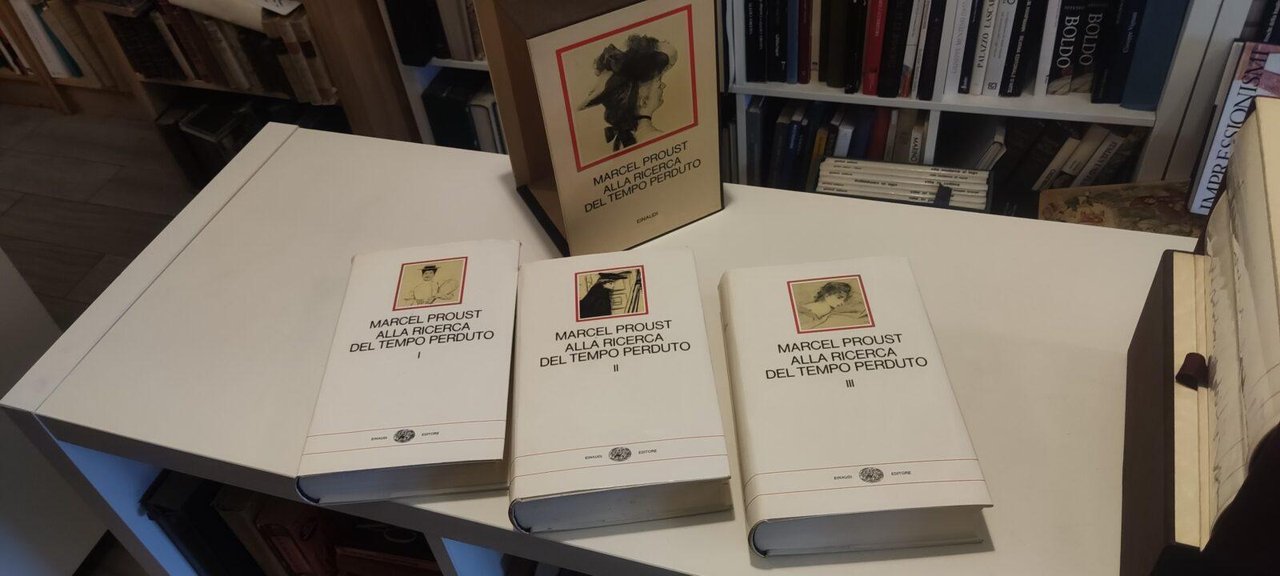 MARCEL PROUST
ALLA RICERCA
DEL TEMPO PERDUTO
EINAUDI
MARCEL PROUST
ALLA RICERCA
DEL TEMPO PERDUTO
I
EINAUDI EDITORE
MARCEL PROUST
ALLA RICERCA
DEL TEMPO PERDUTO
II
EINAUDI EDITORE
MARCEL PROUST
ALLA RICERCA
DEL TEMPO PERDUTO
III
EINAUDI EDITORE
BOLDO
BOLDO